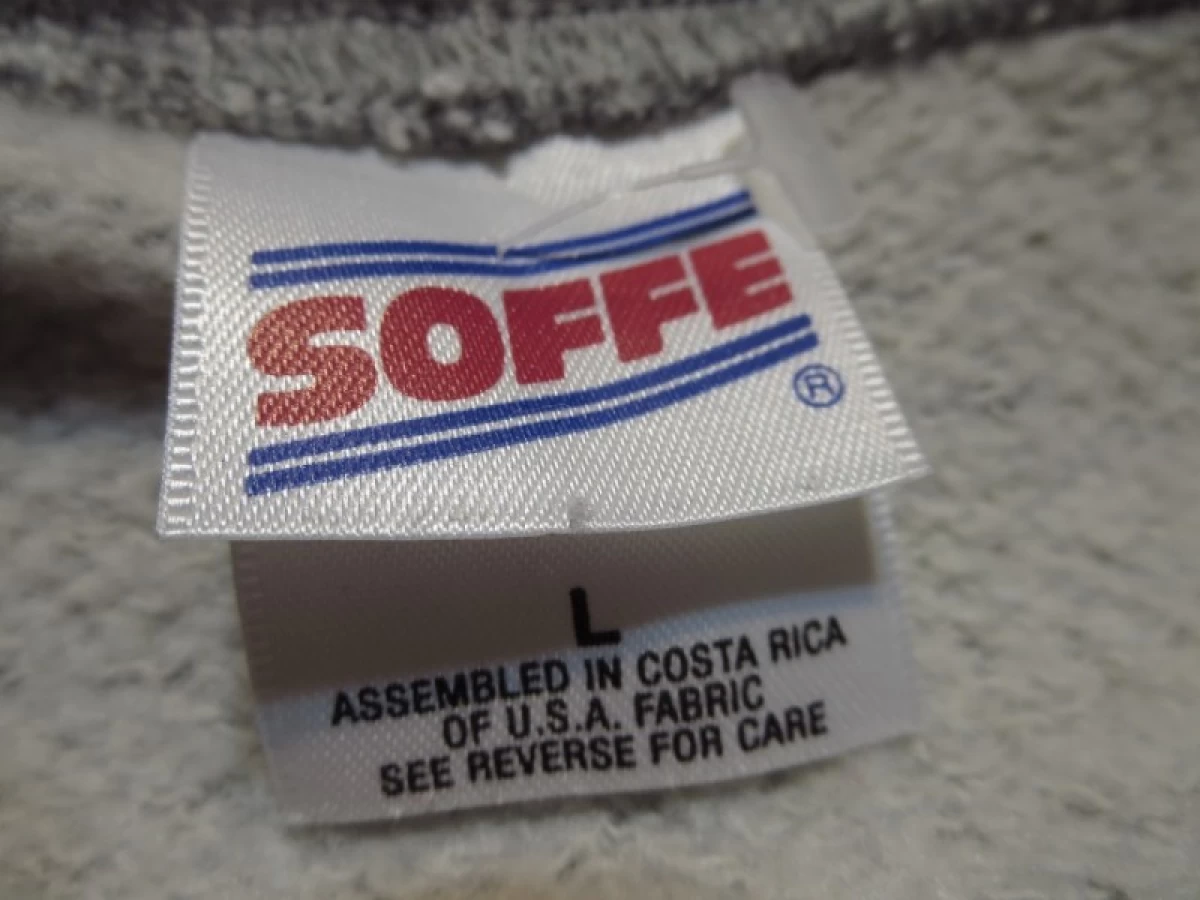 SOFFE
®
L
ASSEMBLED IN COSTA RICA
OF U.S.A. FABRIC
SEE REVERSE FOR CARE